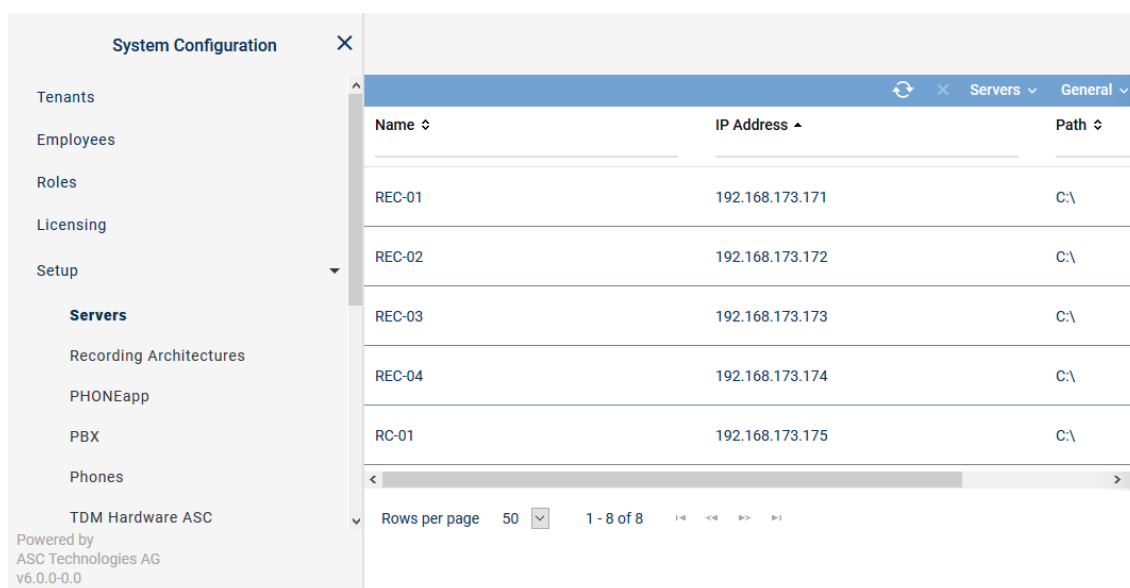 System Configuration
Tenants
Employees
Roles
Licensing
Setup
Servers
Recording Architectures
PHONEapp
PBX
Phones
TDM Hardware ASC
Powered by
ASC Technologies AG
v6.0.0-0.0
Servers General
Name IP Address Path
REC-01 192.168.173.171 C:\
REC-02 192.168.173.172 C:\
REC-03 192.168.173.173 C:\
REC-04 192.168.173.174 C:\
RC-01 192.168.173.175 C:\
Rows per page 50 1 - 8 of 8